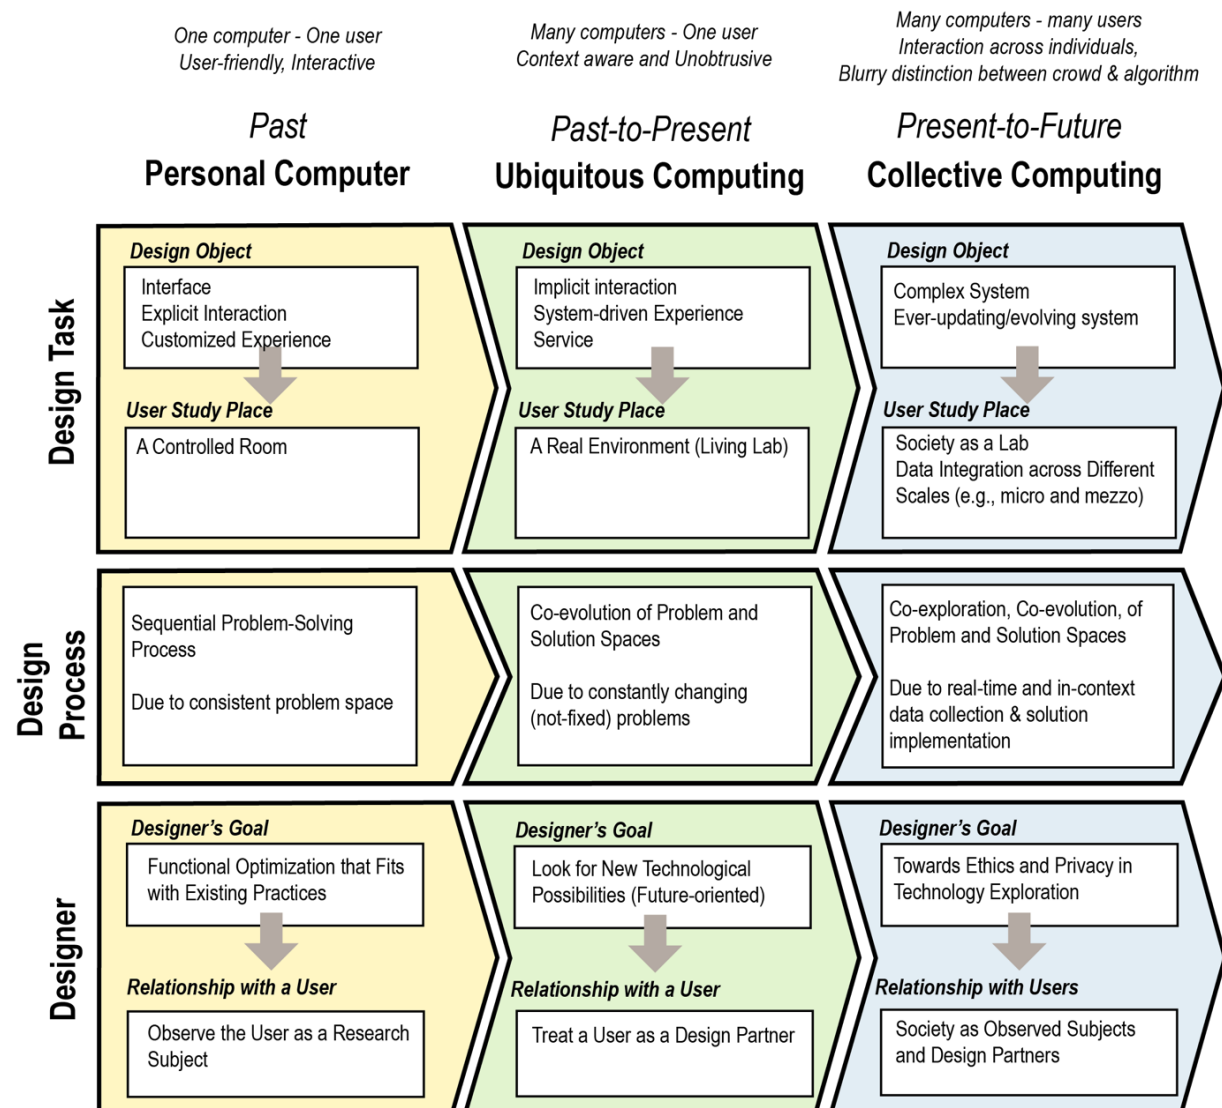 One computer - One user
User-friendly, Interactive
Many computers - One user
Context aware and Unobtrusive
Many computers - many users
Interaction across individuals,
Blurry distinction between crowd & algorithm
Past
Personal Computer
Past-to-Present
Ubiquitous Computing
Present-to-Future
Collective Computing
Design Task
Design Object
Interface
Explicit Interaction
Customized Experience
User Study Place
A Controlled Room
Design Object
Implicit interaction
System-driven Experience
Service
User Study Place
A Real Environment (Living Lab)
Design Object
Complex System
Ever-updating/evolving system
User Study Place
Society as a Lab
Data Integration across Different
Scales (e.g., micro and mezzo)
Design
Process
Sequential Problem-Solving
Process
Due to consistent problem space
Co-evolution of Problem and
Solution Spaces
Due to constantly changing
(not-fixed) problems
Co-exploration, Co-evolution, of
Problem and Solution Spaces
Due to real-time and in-context
data collection & solution
implementation
Designer
Designer's Goal
Functional Optimization that Fits
with Existing Practices
Relationship with a User
Observe the User as a Research
Subject
Designer's Goal
Look for New Technological
Possibilities (Future-oriented)
Relationship with a User
Treat a User as a Design Partner
Designer's Goal
Towards Ethics and Privacy in
Technology Exploration
Relationship with Users
Society as Observed Subjects
and Design Partners